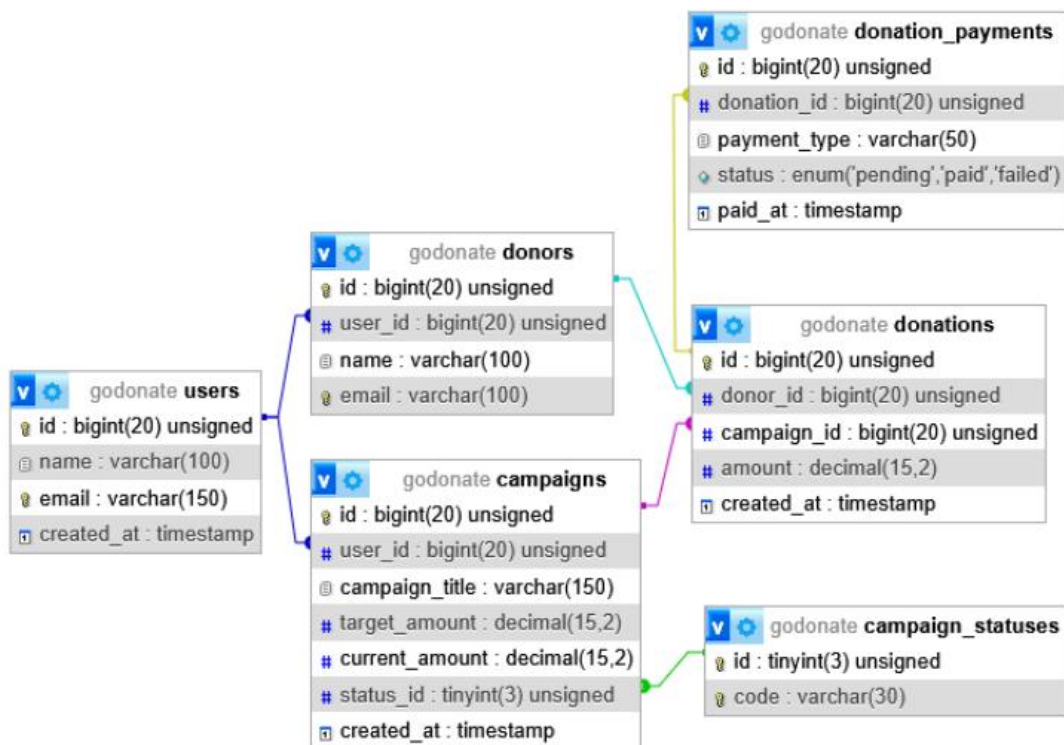 godonate donation_payments
id : bigint(20) unsigned
donation_id : bigint(20) unsigned
payment_type : varchar(50)
status : enum('pending','paid','failed')
paid_at : timestamp
godonate donors
id : bigint(20) unsigned
user_id : bigint(20) unsigned
name : varchar(100)
email : varchar(100)
godonate donations
id : bigint(20) unsigned
donor_id : bigint(20) unsigned
campaign_id : bigint(20) unsigned
amount : decimal(15,2)
created_at : timestamp
godonate users
id : bigint(20) unsigned
name : varchar(100)
email : varchar(150)
created_at : timestamp
godonate campaigns
id : bigint(20) unsigned
user_id : bigint(20) unsigned
campaign_title : varchar(150)
target_amount : decimal(15,2)
current_amount : decimal(15,2)
status_id : tinyint(3) unsigned
created_at : timestamp
godonate campaign_statuses
id : tinyint(3) unsigned
code : varchar(30)